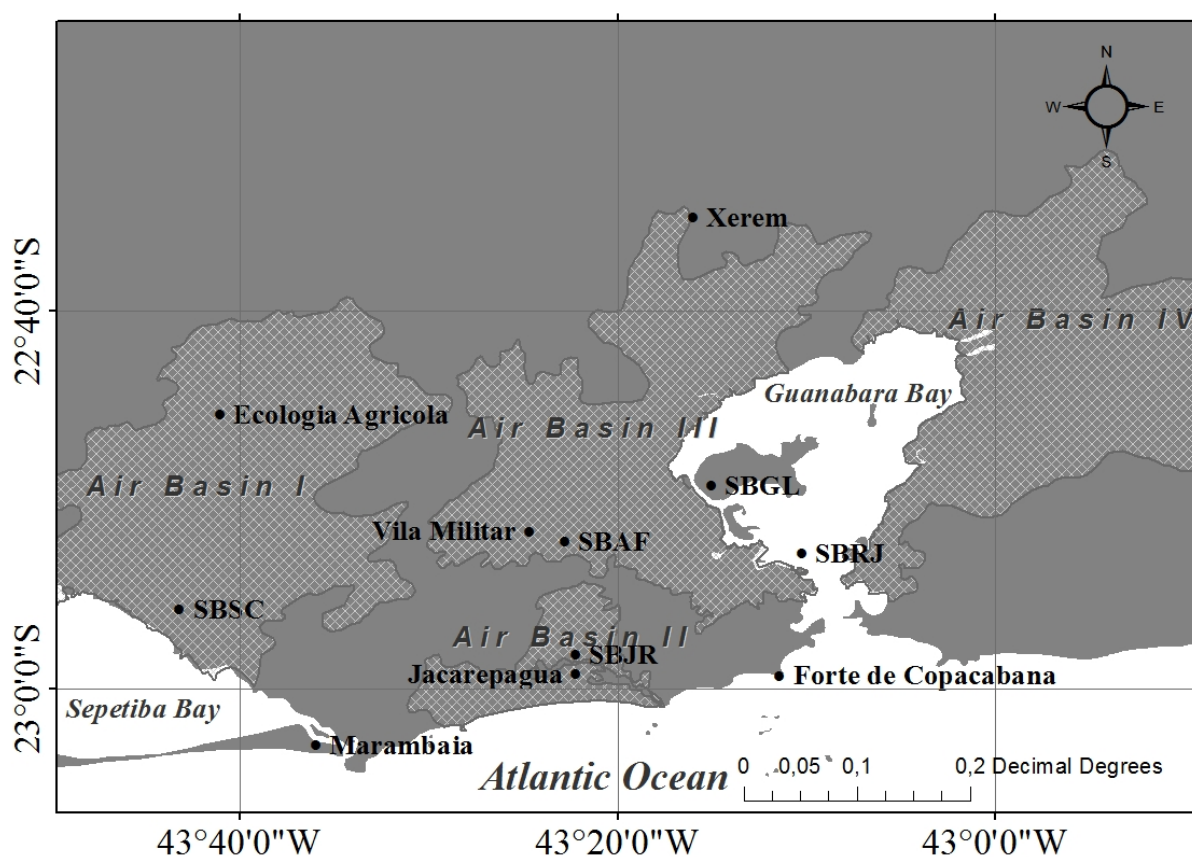 N
W E
S
Xerem
22°40'0"S
Air Basin IV
Guanabara Bay
Ecologia Agricola
Air Basin III
Air Basin I
SBGL
Vila Militar
SBAF
SBRJ
SBSC
Air Basin II
SBJR
Jacarepagua
Forte de Copacabana
23°0'0"S
Sepetiba Bay
Marambaia
Atlantic Ocean
0 0,05 0,1 0,2 Decimal Degrees
43°40'0"W 43°20'0"W 43°0'0"W